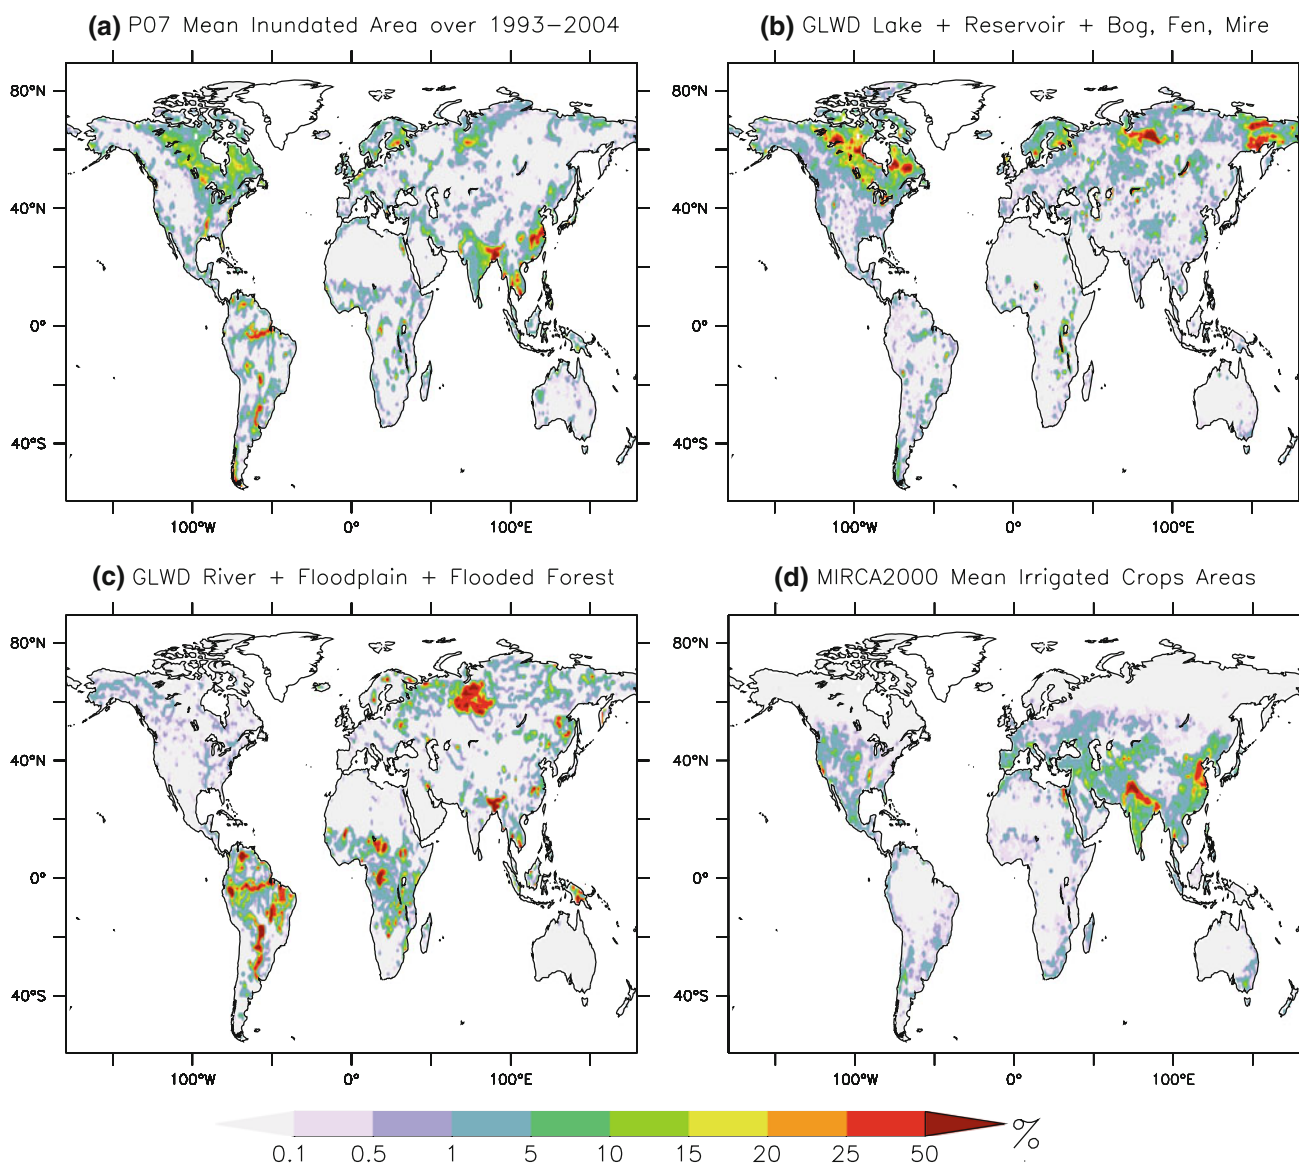 (a) P07 Mean Inundated Area over 1993−2004
(b) GLWD Lake + Reservoir + Bog, Fen, Mire
80°N
40°N
0°
40°S
100°W
0°
100°E
80°N
40°N
0°
40°S
100°W
0°
100°E
(c) GLWD River + Floodplain + Flooded Forest
(d) MIRCA2000 Mean Irrigated Crops Areas
80°N
40°N
0°
40°S
100°W
0°
100°E
80°N
40°N
0°
40°S
100°W
0°
100°E
0.1 0.5 1 5 10 15 20 25 50 %